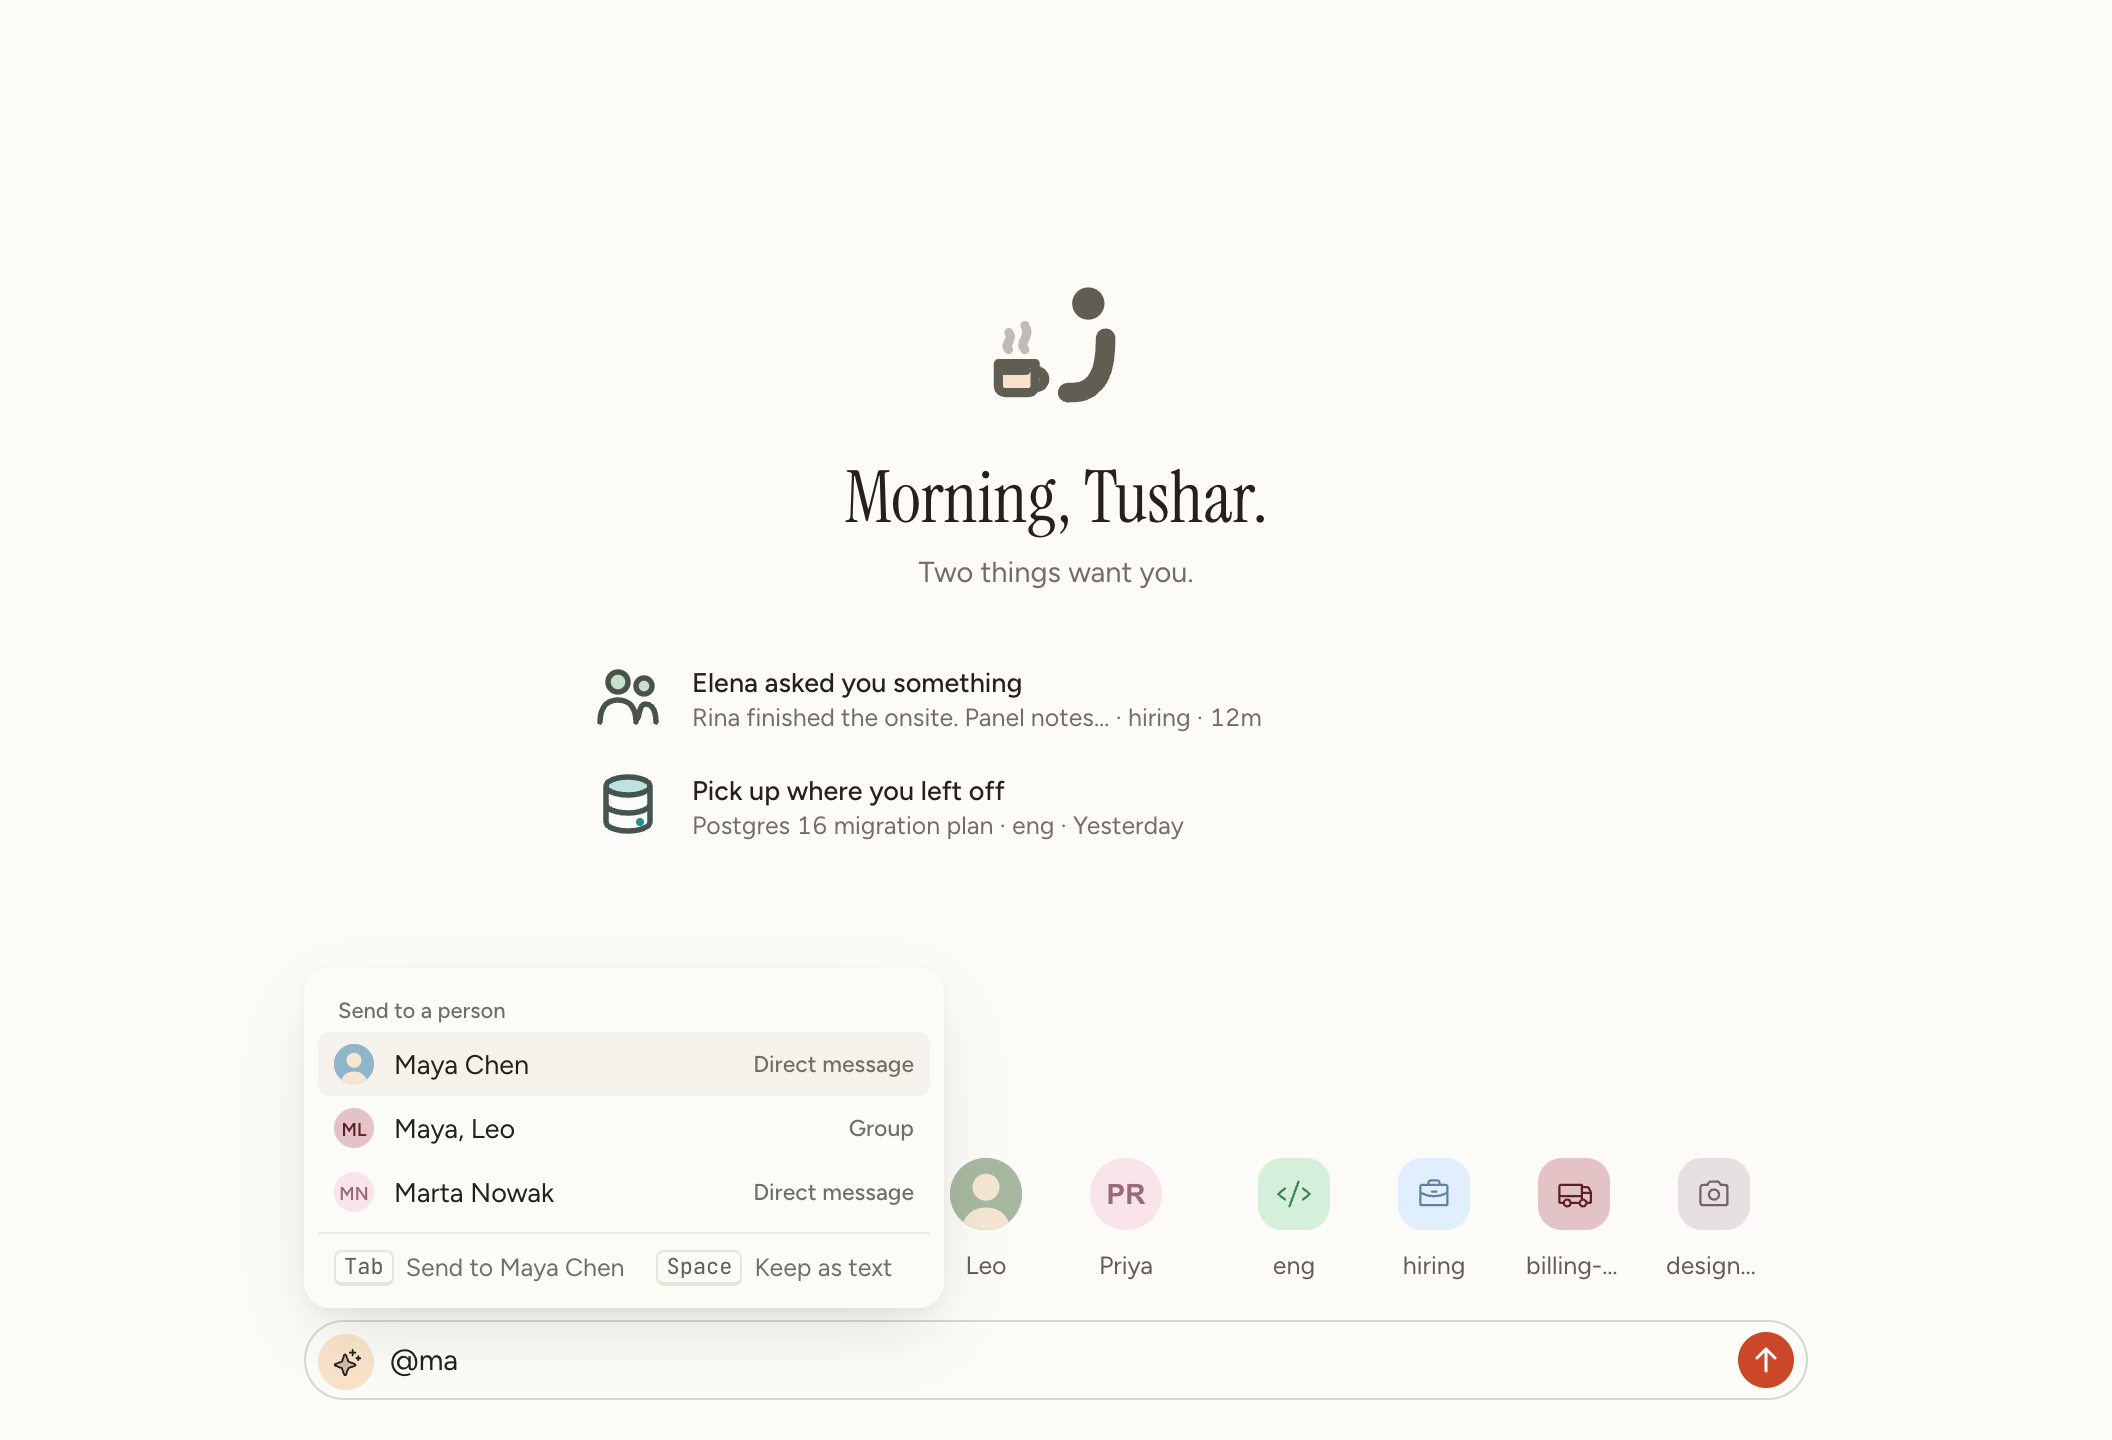 Morning, Tushar.
Two things want you.
Elena asked you something
Rina finished the onsite. Panel notes... · hiring · 12m
Pick up where you left off
Postgres 16 migration plan · eng · Yesterday
Send to a person
Maya Chen Direct message
ML Maya, Leo Group
MN Marta Nowak Direct message
Tab Send to Maya Chen Space Keep as text
PR
Leo Priya eng hiring billing-... design...
@ma